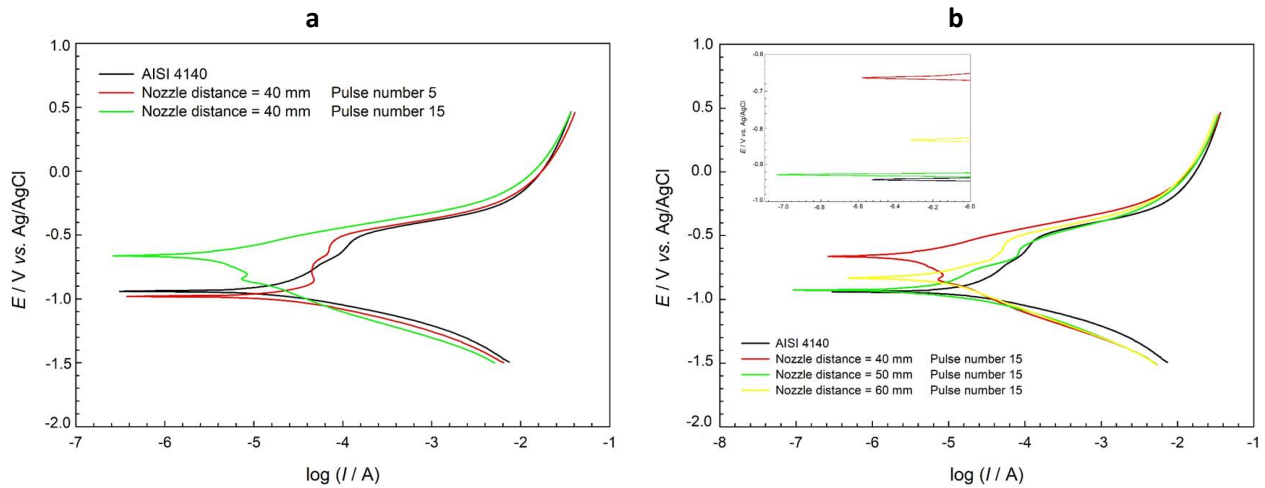 a
1.0
0.5
0.0
-0.5
-1.0
-1.5
-2.0
E / V vs. Ag/AgCl
AISI 4140
Nozzle distance = 40 mm Pulse number 5
Nozzle distance = 40 mm Pulse number 15
-7 -6 -5 -4 -3 -2 -1
log (I / A)
b
1.0
0.5
0.0
-0.5
-1.0
-1.5
-2.0
E / V vs. Ag/AgCl
-0.6
-0.7
-0.8
-0.9
-1.0
E / V vs. Ag/AgCl
-7.0 -6.8 -6.6 -6.4 -6.2 -6.0
AISI 4140
Nozzle distance = 40 mm Pulse number 15
Nozzle distance = 50 mm Pulse number 15
Nozzle distance = 60 mm Pulse number 15
-8 -7 -6 -5 -4 -3 -2 -1
log (I / A)